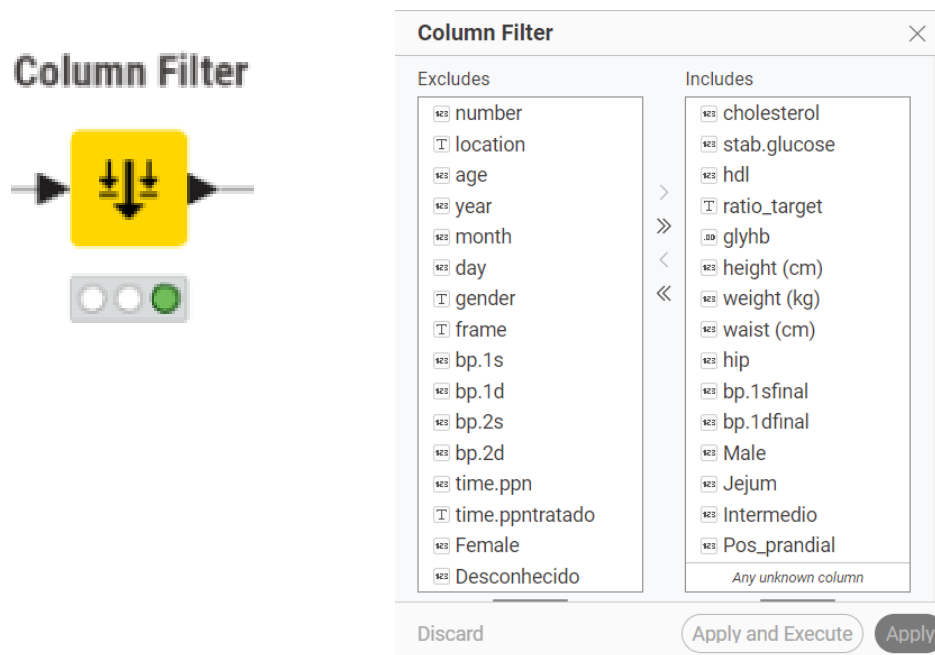 Column Filter
Column Filter
Excludes
number
location
age
year
month
day
gender
frame
bp.1s
bp.1d
bp.2s
bp.2d
time.ppn
time.ppntratado
Female
Desconhecido
Includes
cholesterol
stab.glucose
hdl
ratio_target
glyhb
height (cm)
weight (kg)
waist (cm)
hip
bp.1sfinal
bp.1dfinal
Male
Jejum
Intermedio
Pos_prandial
Any unknown column
Discard
Apply and Execute
Apply